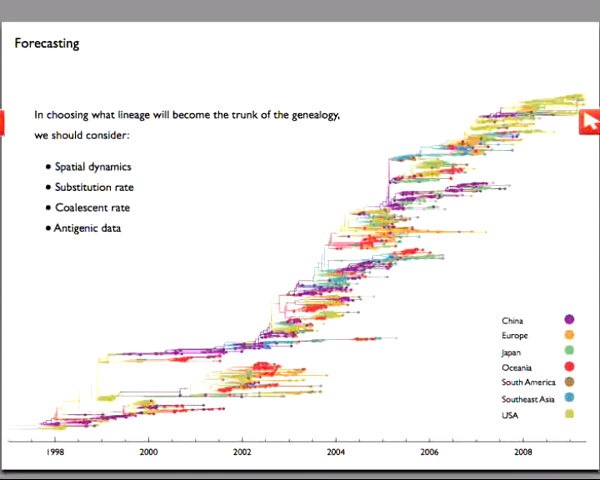 Forecasting
In choosing what lineage will become the trunk of the genealogy,
we should consider:
• Spatial dynamics
• Substitution rate
• Coalescent rate
• Antigenic data
China
Europe
Japan
Oceania
South America
Southeast Asia
USA
1998 2000 2002 2004 2006 2008